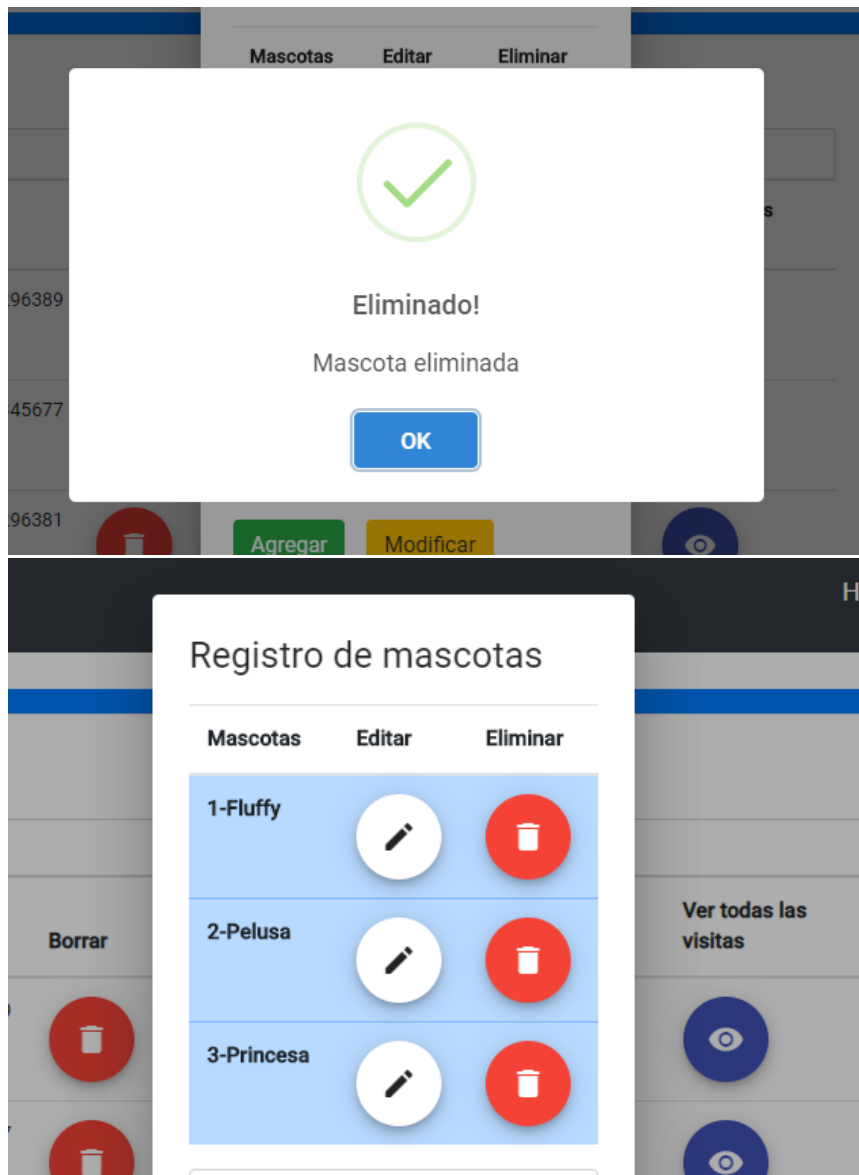 Mascotas Editar Eliminar
s
96389
Eliminado!
Mascota eliminada
45677
OK
96381
Agregar Modificar
H
Registro de mascotas
Mascotas Editar Eliminar
1-Fluffy
2-Pelusa
3-Princesa
Borrar
Ver todas las
visitas